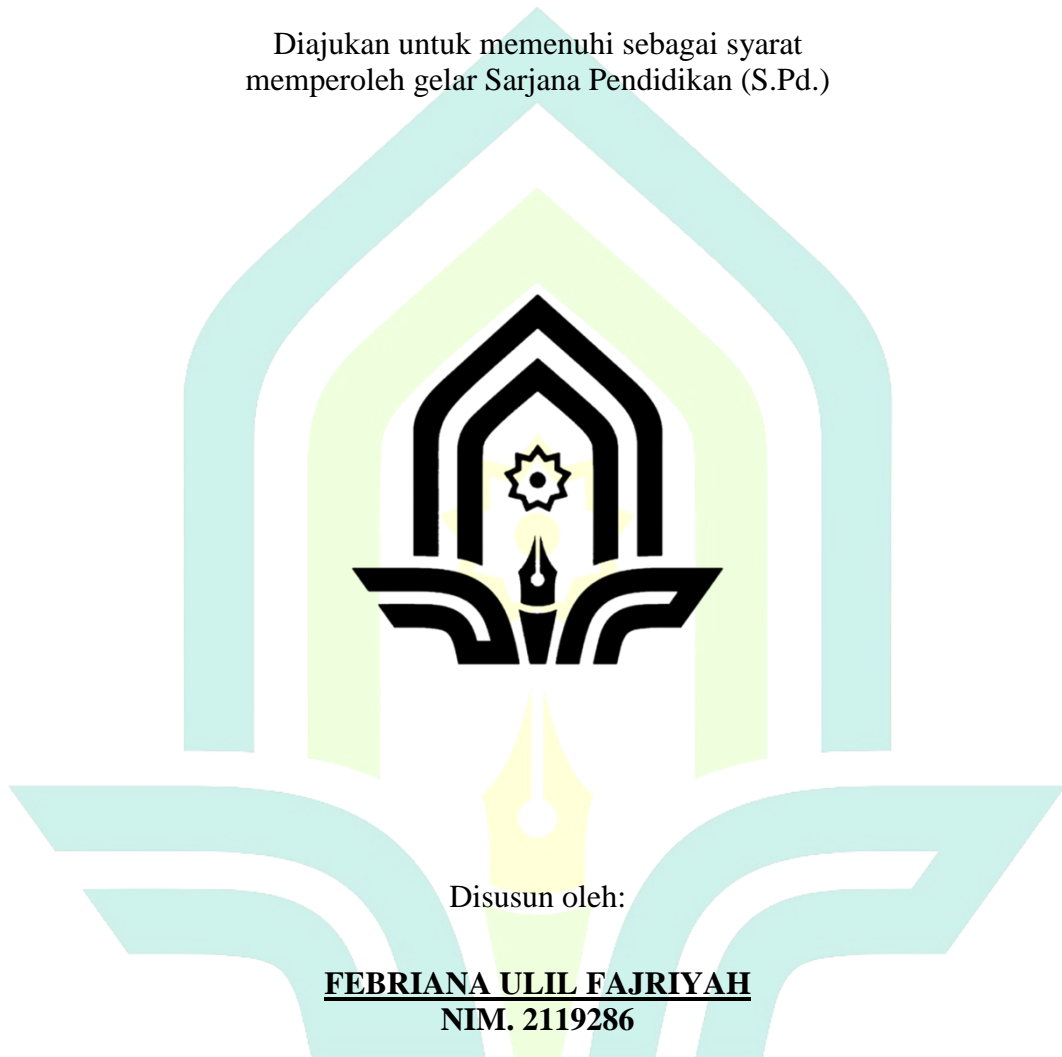 Diajukan untuk memenuhi sebagai syarat
memperoleh gelar Sarjana Pendidikan (S.Pd.)
Disusun oleh:
FEBRIANA ULIL FAJRIYAH
NIM. 2119286